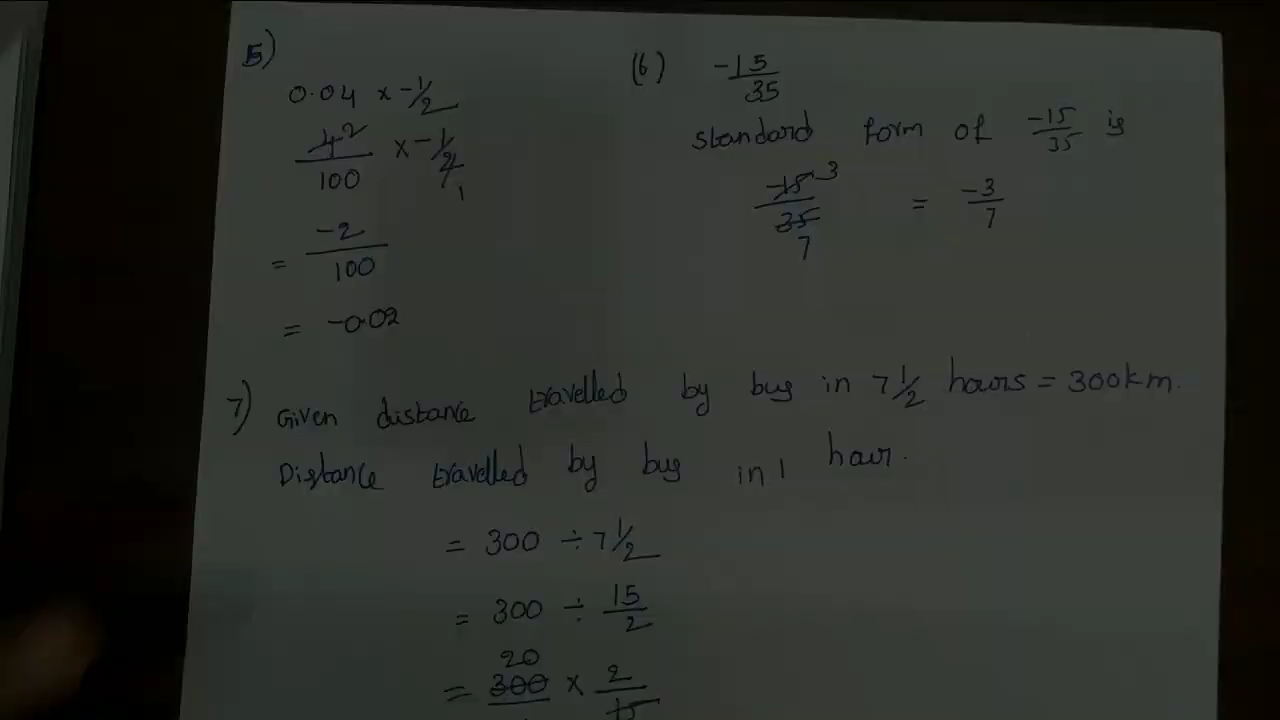 5)
0.04 × -1/2
4 2/100 × -1/2 1
= -2/100
= -0.02
(6) -15/35
standard form of -15/35 is
-15 -3/35 7 = -3/7
7) Given distance travelled by bus in 7 1/2 hours = 300km.
Distance travelled by bus in 1 hour.
= 300 ÷ 7 1/2
= 300 ÷ 15/2
20
= 300 × 2/15